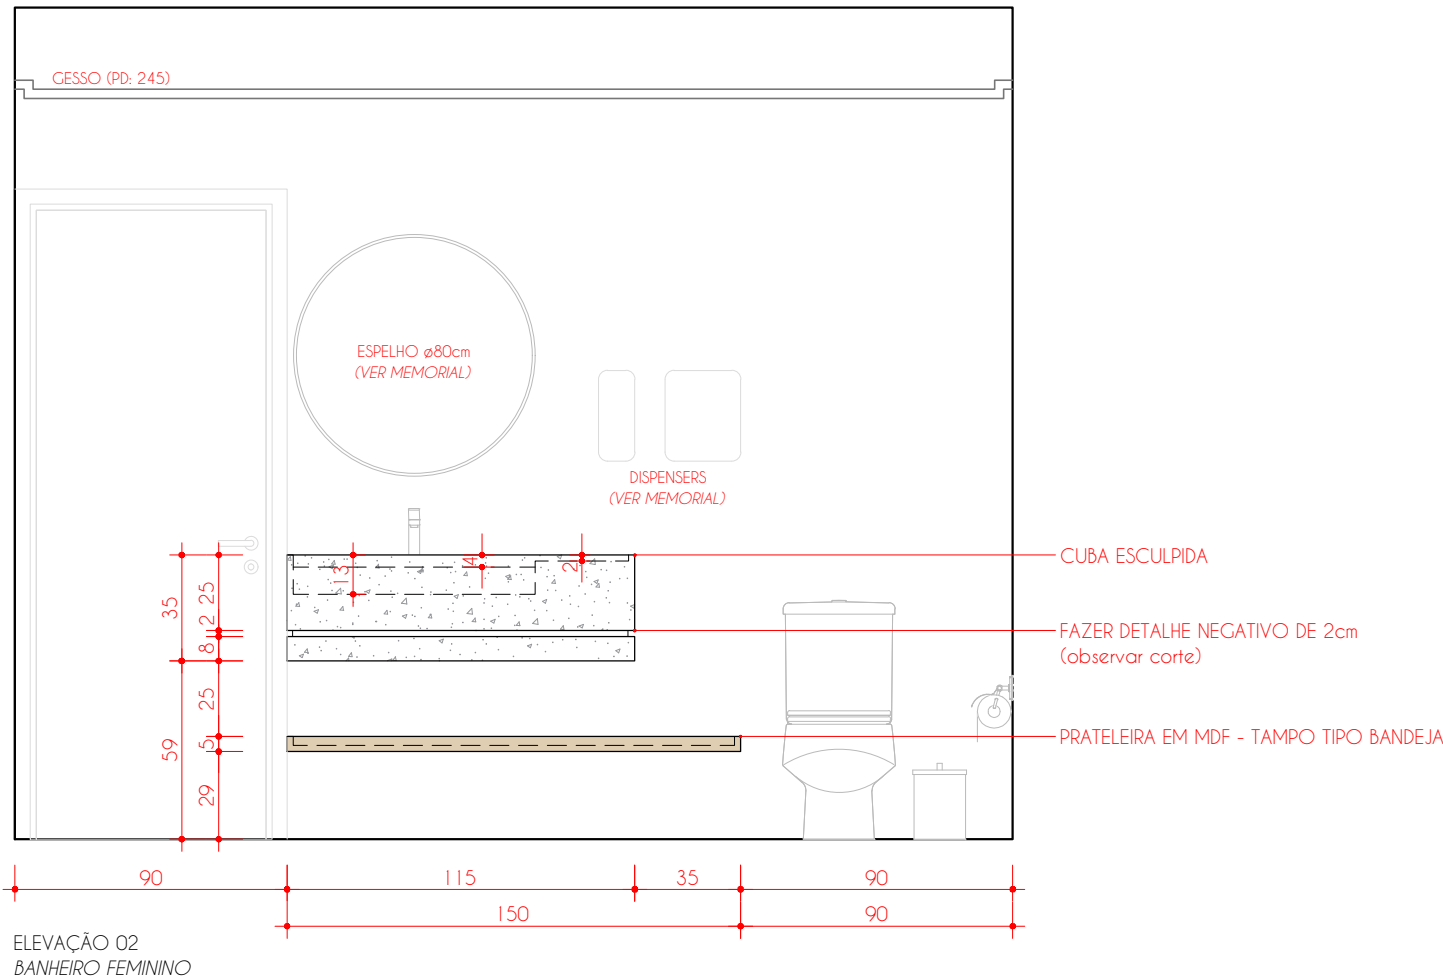 GESSO (PD: 245)
ESPELHO ø80cm
(VER MEMORIAL)
DISPENSERS
(VER MEMORIAL)
13
4
2
CUBA ESCULPIDA
35
25
2
8
FAZER DETALHE NEGATIVO DE 2cm
(observar corte)
59
25
5
29
PRATELEIRA EM MDF - TAMPO TIPO BANDEJA
90 115 35 90
150 90
ELEVAÇÃO 02
BANHEIRO FEMININO